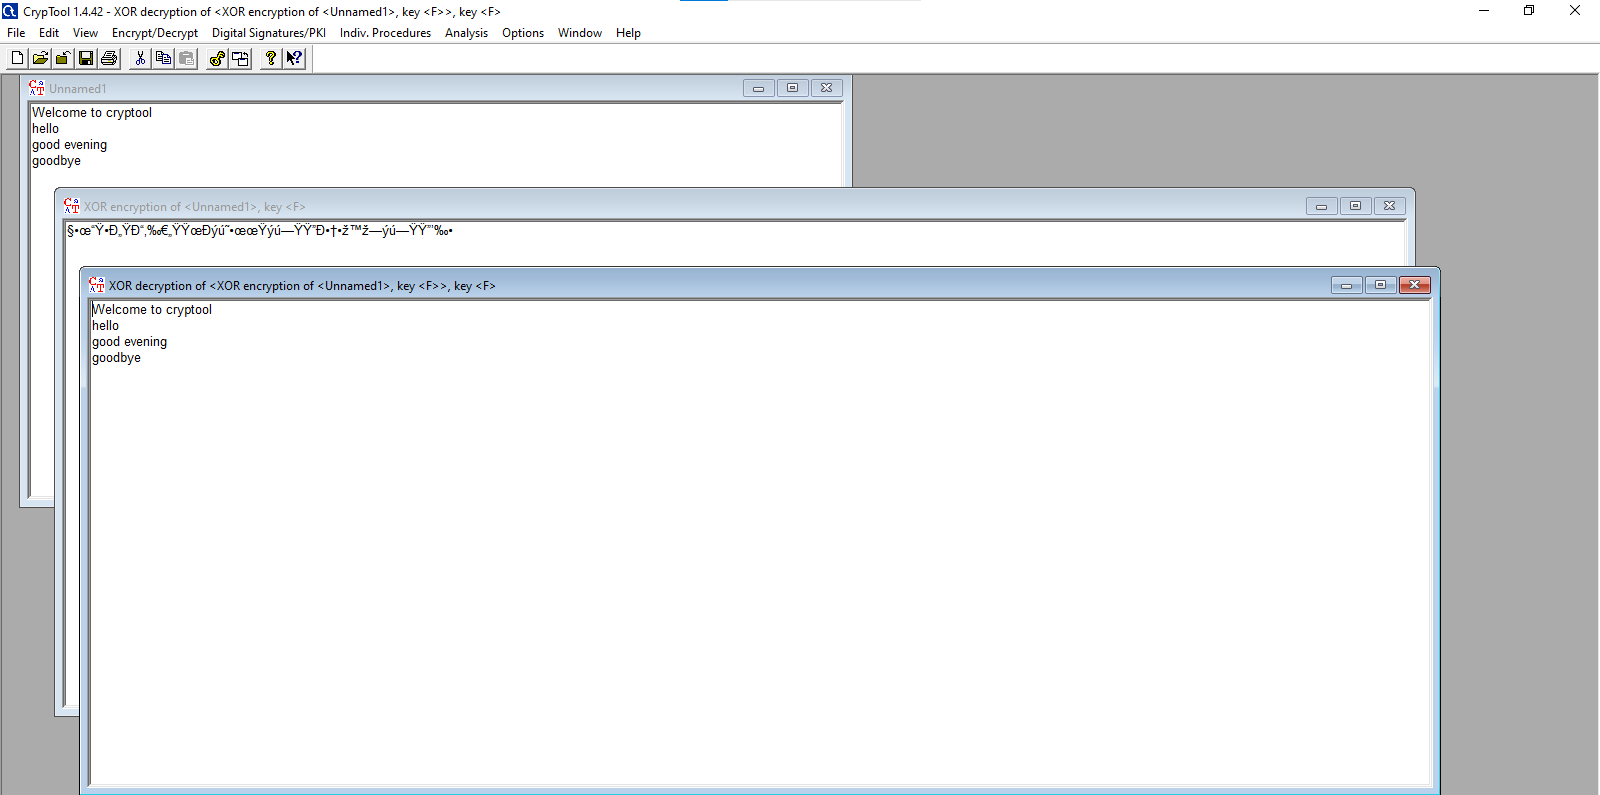 CrypTool 1.4.42 - XOR decryption of <XOR encryption of <Unnamed1>, key <F>>, key <F>
File Edit View Encrypt/Decrypt Digital Signatures/PKI Indiv. Procedures Analysis Options Window Help
Unnamed1
Welcome to cryptool
hello
good evening
goodbye
XOR encryption of <Unnamed1>, key <F>
§•œ“Ÿ•Ð„ŸÐ“‚‰€„ŸŸœÐýú˜•œœŸýú—ŸŸ”Ð•†•ž™ž—ýú—ŸŸ”’‰•
XOR decryption of <XOR encryption of <Unnamed1>, key <F>>, key <F>
Welcome to cryptool
hello
good evening
goodbye